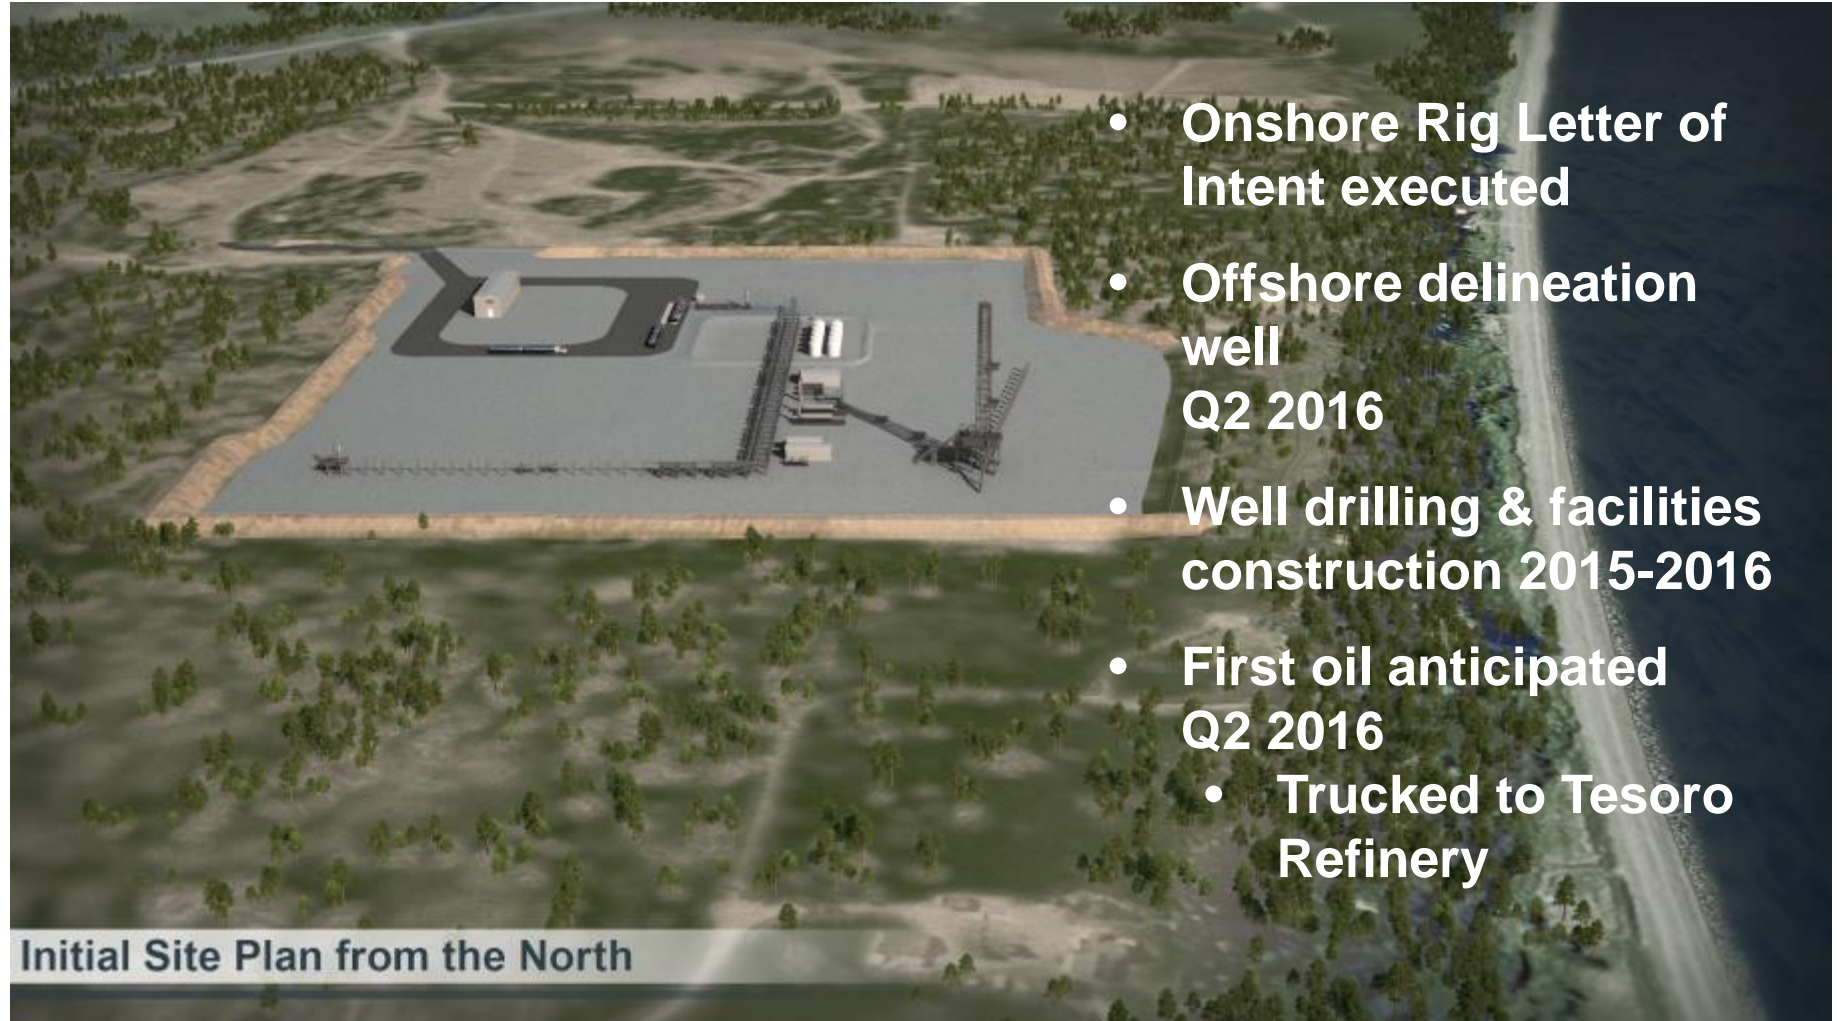 • Onshore Rig Letter of
Intent executed
• Offshore delineation
well
Q2 2016
• Well drilling & facilities
construction 2015-2016
• First oil anticipated
Q2 2016
• Trucked to Tesoro
Refinery
Initial Site Plan from the North